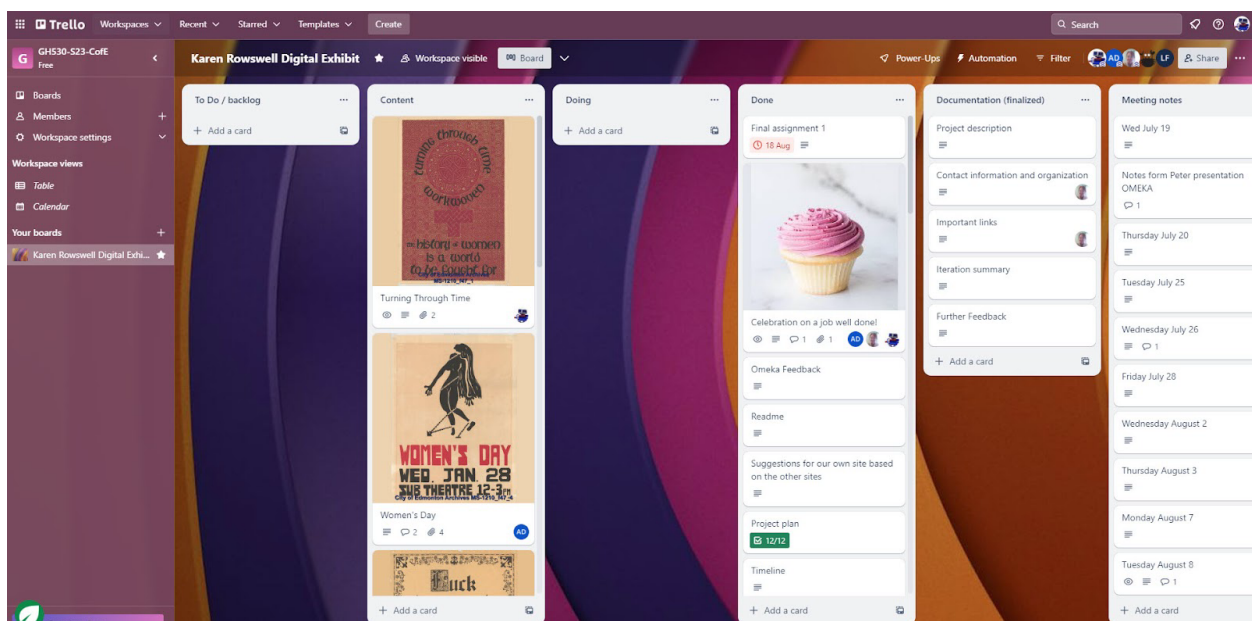 Trello
Workspaces
Recent
Starred
Templates
Create
Search
G
GH530-S23-CofE
Free
Karen Rowswell Digital Exhibit
Workspace visible
Board
Power-Ups
Automation
Filter
AD
LF
Share
Boards
Members
Workspace settings
Workspace views
Table
Calendar
Your boards
Karen Rowswell Digital Exhi...
To Do / backlog
+ Add a card
Content
turning through time
workwomen
history of women
is a world
to be fought for
City of Edmonton Archives
MS-1210_f47_1
Turning Through Time
2
WOMEN'S DAY
WED. JAN. 28
SUB THEATRE 12-3PM
City of Edmonton Archives MS-1210_f47_4
Women's Day
2
4
AD
+ Add a card
Doing
+ Add a card
Done
Final assignment 1
18 Aug
Celebration on a job well done!
1
1
AD
Omeka Feedback
Readme
Suggestions for our own site based
on the other sites
Project plan
12/12
Timeline
+ Add a card
Documentation (finalized)
Project description
Contact information and organization
Important links
Iteration summary
Further Feedback
+ Add a card
Meeting notes
Wed July 19
Notes form Peter presentation
OMEKA
1
Thursday July 20
Tuesday July 25
Wednesday July 26
1
Friday July 28
Wednesday August 2
Thursday August 3
Monday August 7
Tuesday August 8
1
+ Add a card